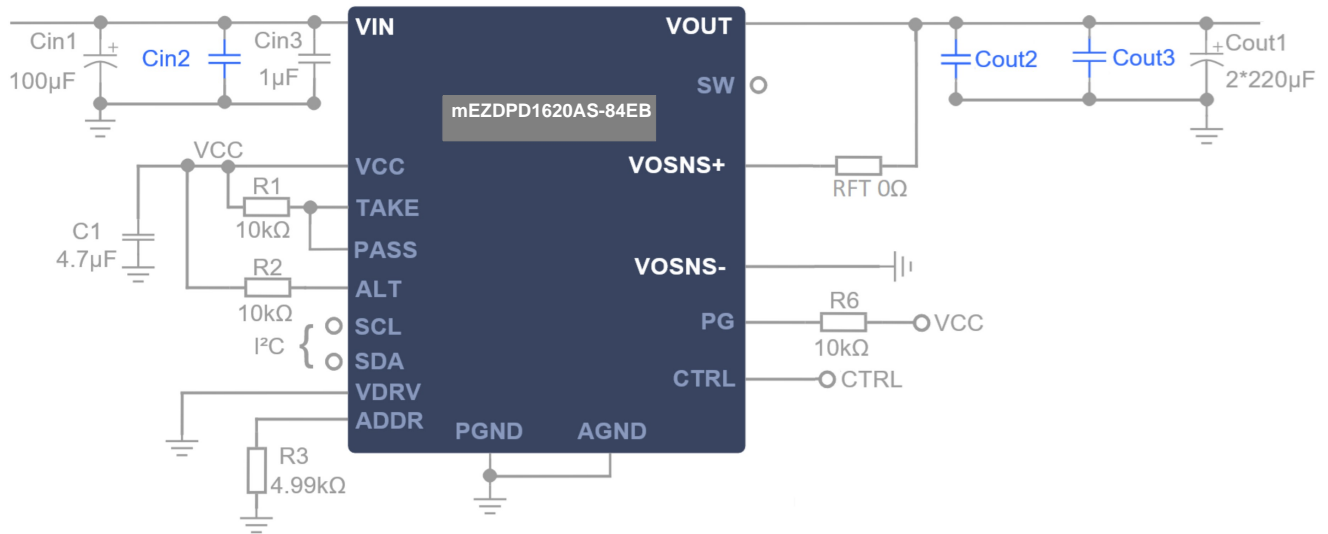 VIN
VOUT
Cin1
+
100µF
Cin2
Cin3
1µF
Cout2
Cout3
+
Cout1
2*220µF
SW
mEZDPD1620AS-84EB
VCC
VCC
VOSNS+
RFT 0Ω
R1
10kΩ
TAKE
PASS
C1
4.7µF
R2
10kΩ
ALT
VOSNS-
I²C
{
SCL
SDA
PG
R6
10kΩ
VCC
VDRV
CTRL
CTRL
ADDR
PGND
AGND
R3
4.99kΩ